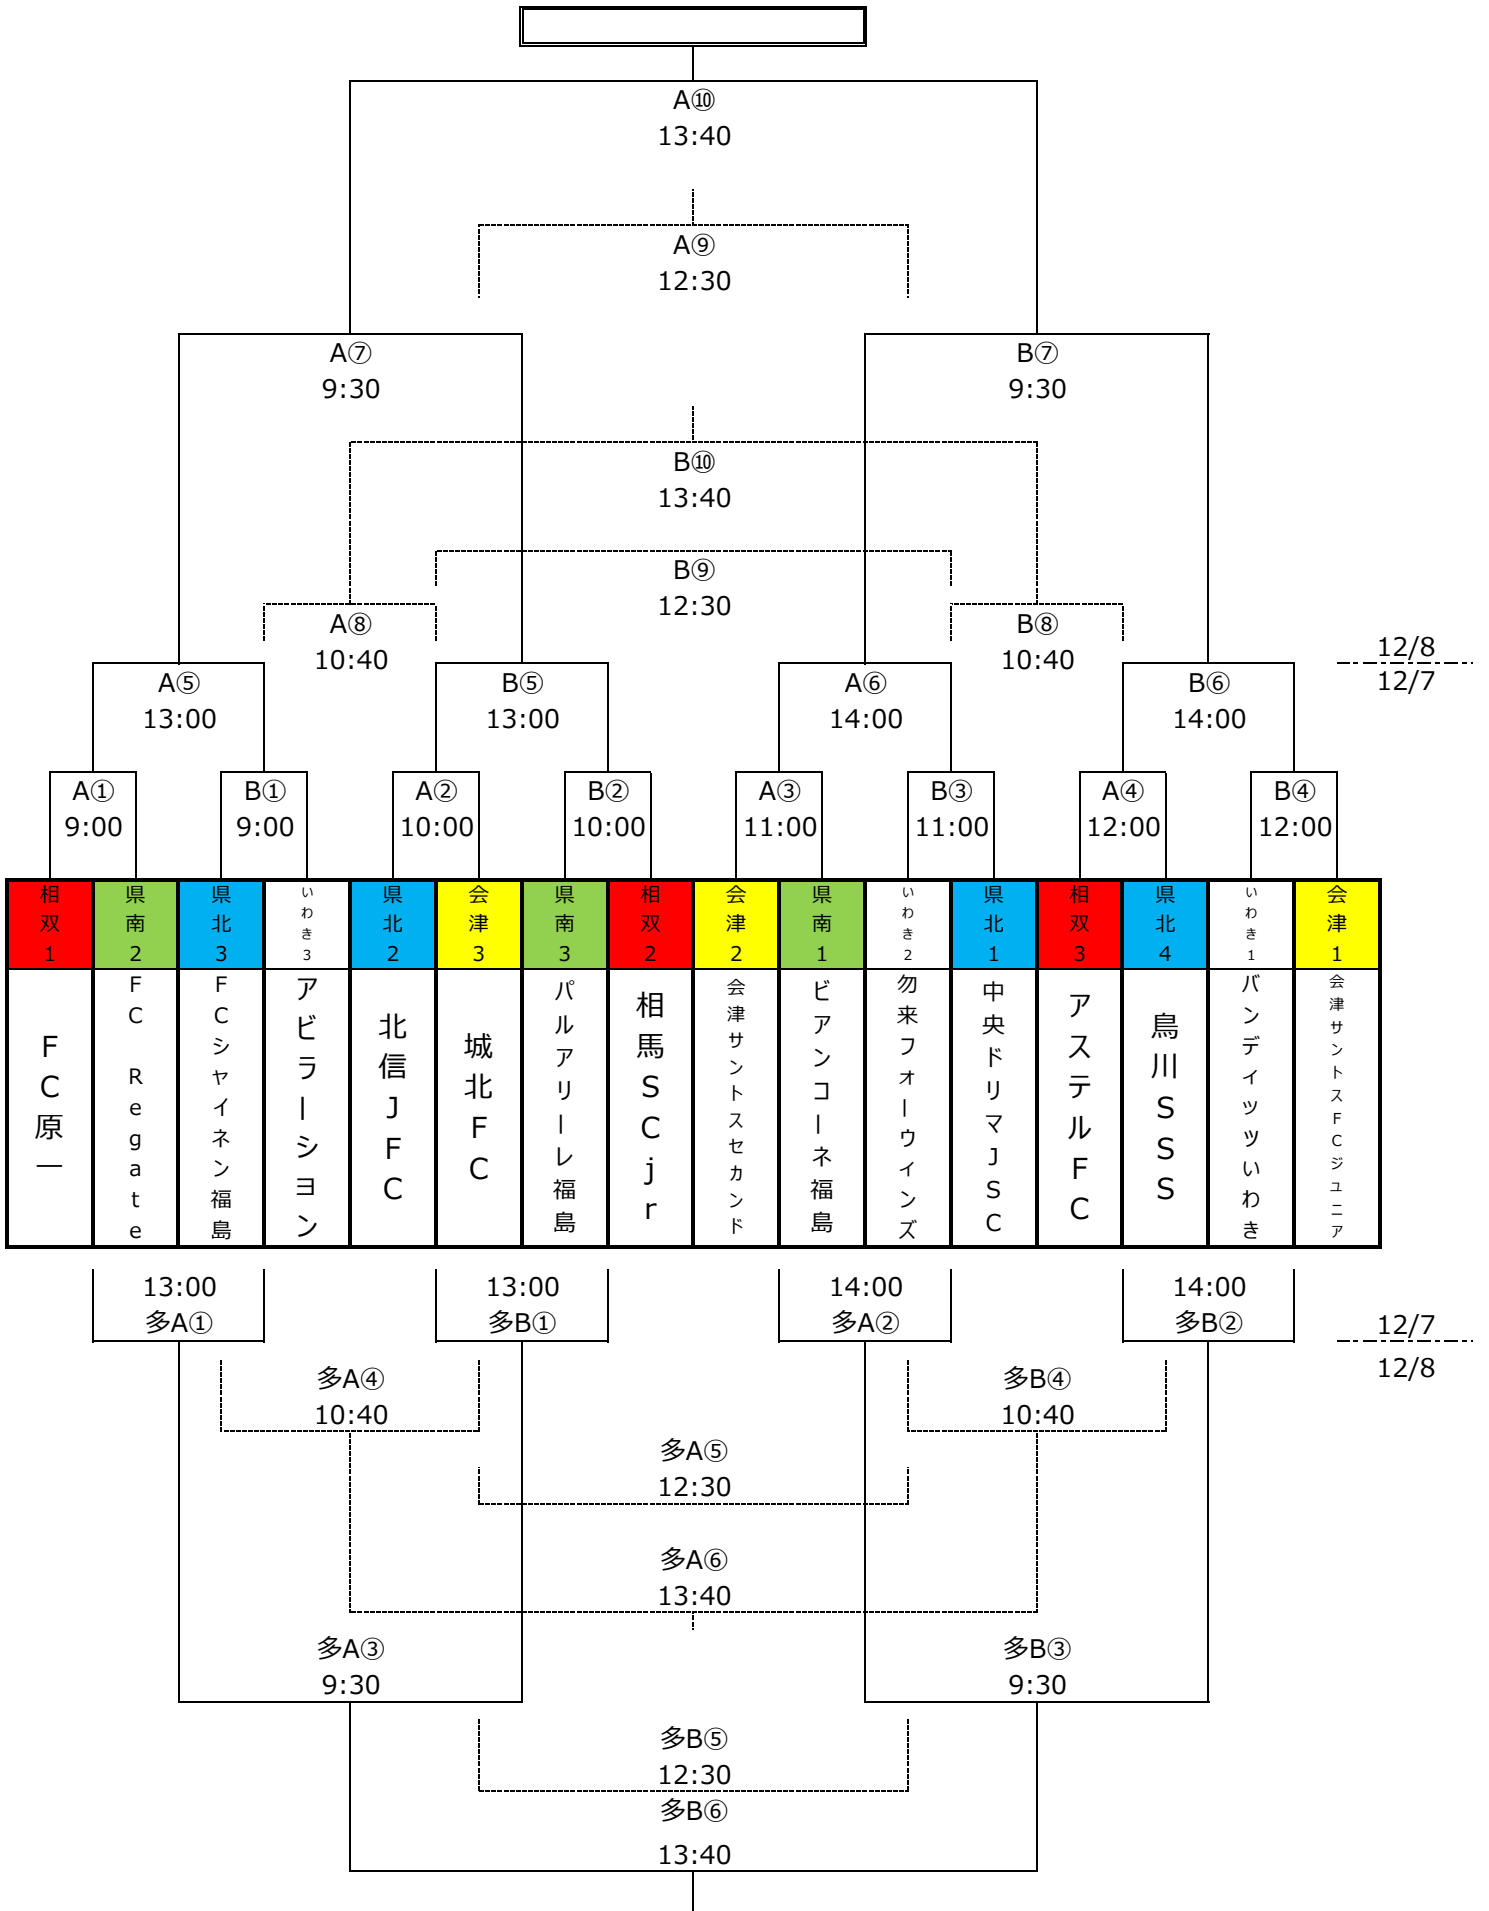 A⑩
13:40
A⑨
12:30
A⑦
9:30
B⑦
9:30
B⑩
13:40
B⑨
12:30
A⑧
10:40
B⑧
10:40
12/8
12/7
A⑤
13:00
B⑤
13:00
A⑥
14:00
B⑥
14:00
A①
9:00
B①
9:00
A②
10:00
B②
10:00
A③
11:00
B③
11:00
A④
12:00
B④
12:00
相双1
県南2
県北3
いわき3
県北2
会津3
県南3
相双2
会津2
県南1
いわき2
県北1
相双3
県北4
いわき1
会津1
FC原一
FC Regate
FCシャイネン福島
アビラーション
北信JFC
城北FC
パルアリーレ福島
相馬SCjr
会津サントスセカンド
ビアンコーネ福島
勿来フォーウインズ
中央ドリマJSC
アステルFC
鳥川SSS
バンディッツいわき
会津サントスFCジュニア
13:00
多A①
13:00
多B①
14:00
多A②
14:00
多B②
12/7
12/8
多A④
10:40
多B④
10:40
多A⑤
12:30
多A⑥
13:40
多A③
9:30
多B③
9:30
多B⑤
12:30
多B⑥
13:40